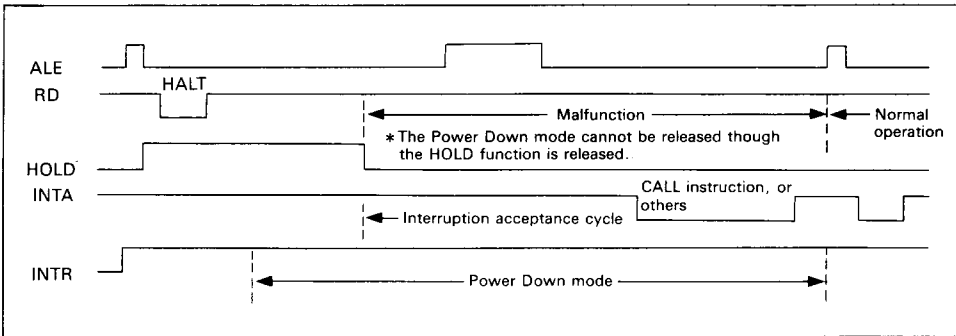 ALE
HALT
RD
Malfunction
Normal
operation
* The Power Down mode cannot be released though
the HOLD function is released.
HOLD
INTA
CALL instruction, or
others
Interruption acceptance cycle
INTR
Power Down mode